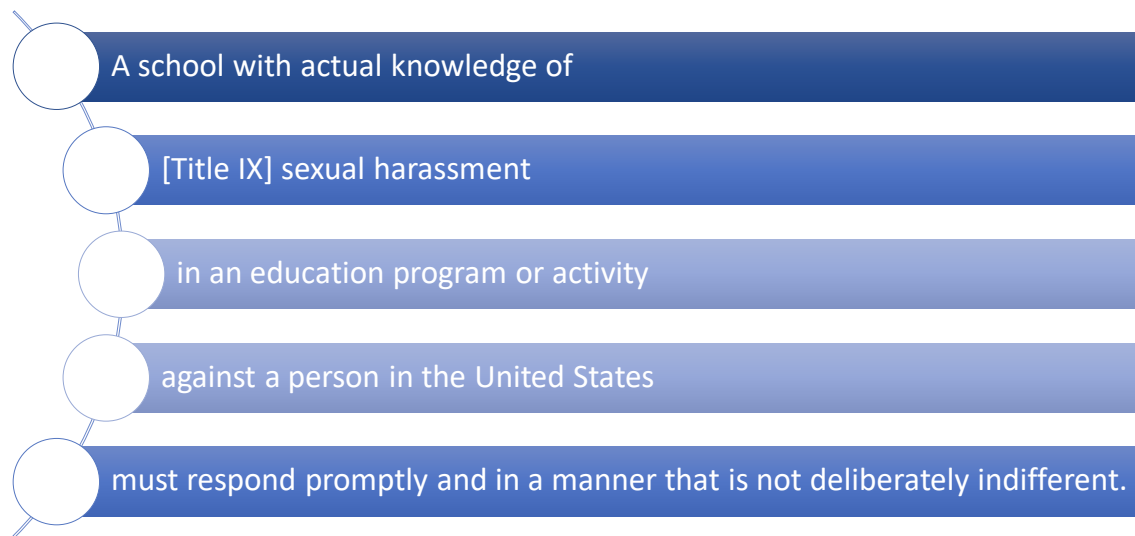 A school with actual knowledge of
[Title IX] sexual harassment
in an education program or activity
against a person in the United States
must respond promptly and in a manner that is not deliberately indifferent.